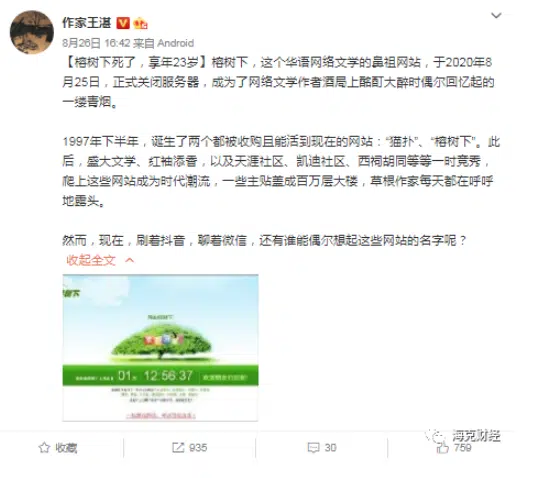 作家王湛
8月26日 16:42 来自 Android
【榕树下死了，享年23岁】榕树下，这个华语网络文学的鼻祖网站，于2020年8
月25日，正式关闭服务器，成为了网络文学作者酒局上酩酊大醉时偶尔回忆起的
一缕青烟。
1997年下半年，诞生了两个都被收购且能活到现在的网站：“猫扑”、“榕树下”。此
后，盛大文学、红袖添香，以及天涯社区、凯迪社区、西祠胡同等等一时竞秀，
爬上这些网站成为时代潮流，一些主贴盖成百万层大楼，草根作家每天都在呼呼
地露头。
然而，现在，刷着抖音，聊着微信，还有谁能偶尔想起这些网站的名字呢？
收起全文
树下
01 12:56:37
收藏
935
30
759
海克财经